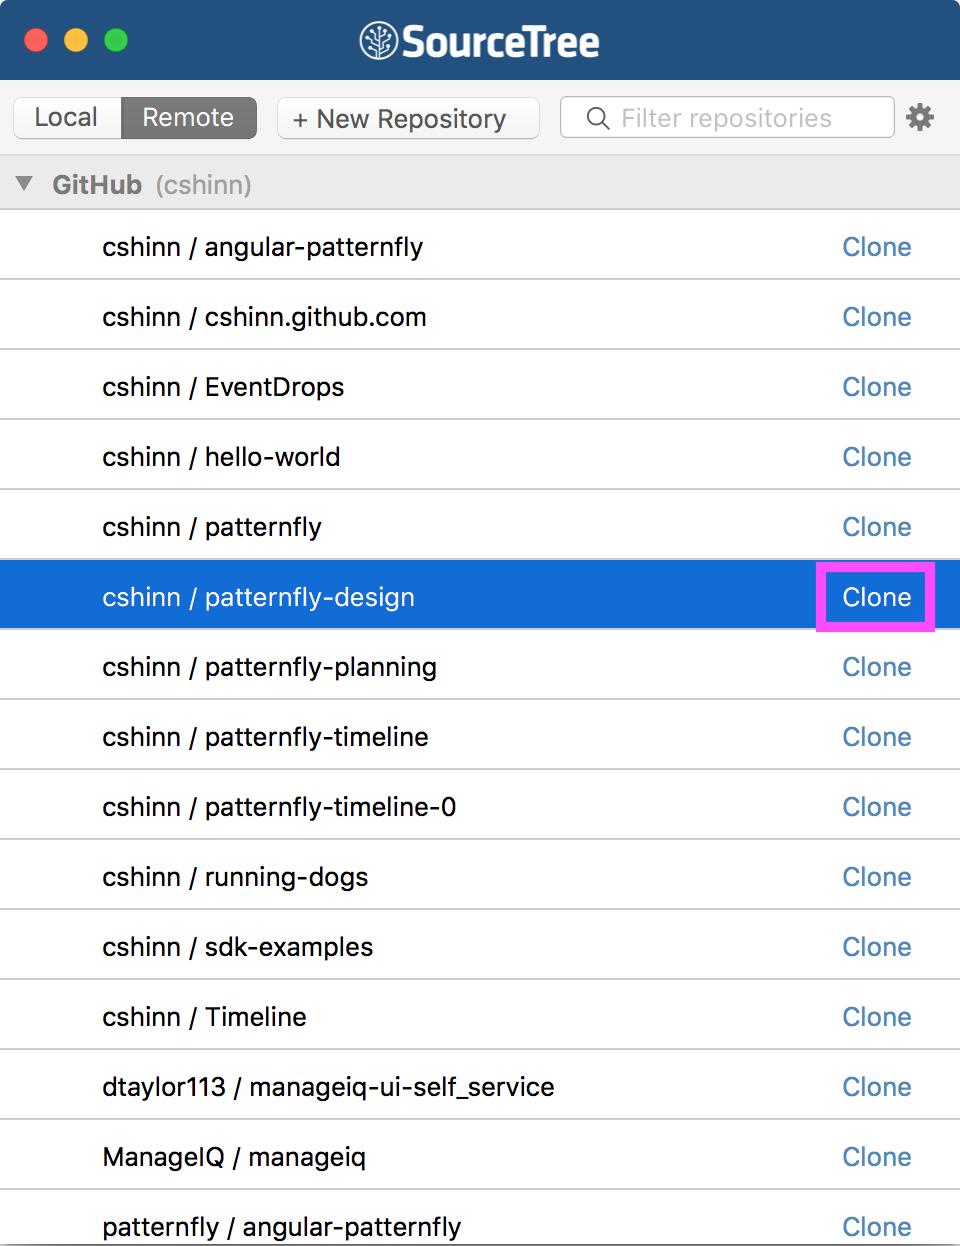 SourceTree
Local Remote + New Repository Filter repositories
GitHub (cshinn)
cshinn / angular-patternfly Clone
cshinn / cshinn.github.com Clone
cshinn / EventDrops Clone
cshinn / hello-world Clone
cshinn / patternfly Clone
cshinn / patternfly-design Clone
cshinn / patternfly-planning Clone
cshinn / patternfly-timeline Clone
cshinn / patternfly-timeline-0 Clone
cshinn / running-dogs Clone
cshinn / sdk-examples Clone
cshinn / Timeline Clone
dtaylor113 / manageiq-ui-self_service Clone
ManageIQ / manageiq Clone
patternfly / angular-patternfly Clone